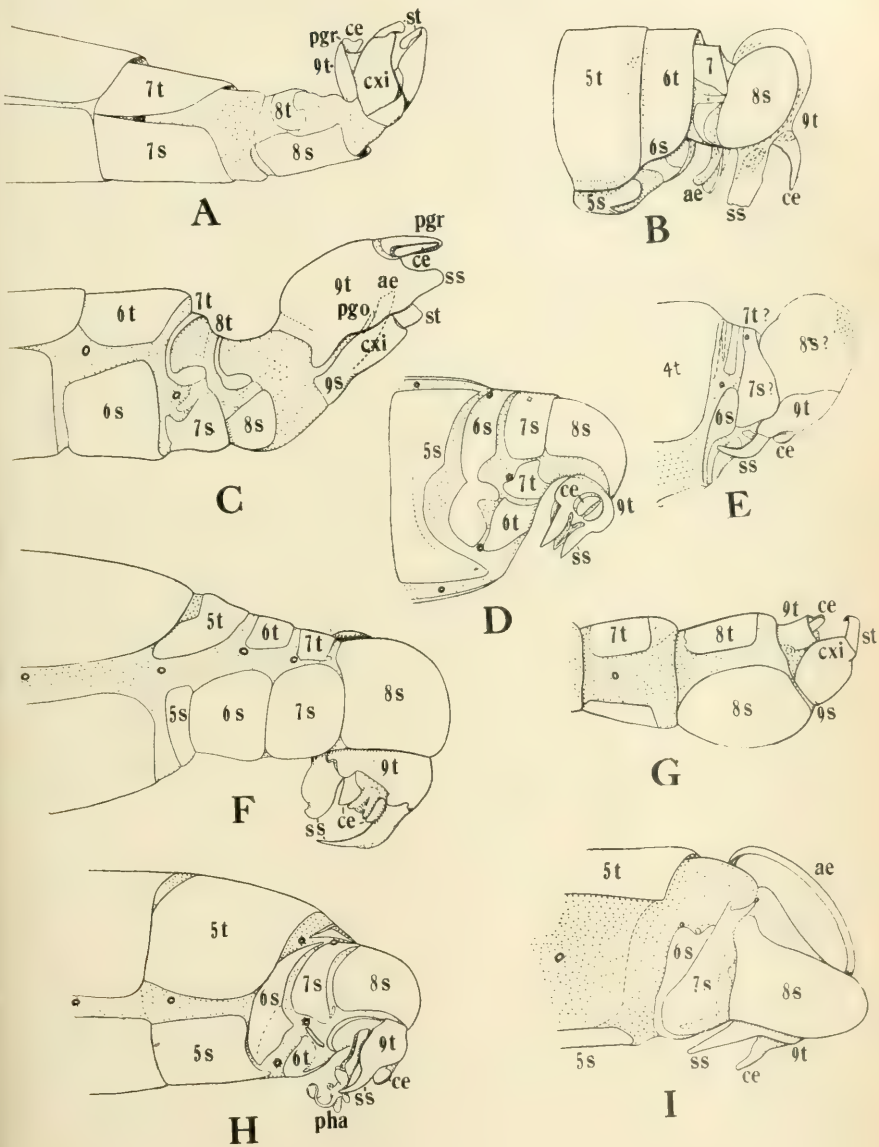 pgr ce st
9t cxi
7t 8t
7s 8s
A
5t 6t 7 8s
9t
6s
5s ae ss ce
B
pgr
ce
6t 7t 8t 9t ae ss
pgo st
cxi
9s
6s 7s 8s
C
5s 6s 7s 8s
7t ce 9t
6t
ss
D
7t?
8s?
4t 7s?
6s 9t
ss ce
E
5t 6t 7t
5s 6s 7s 8s
9t
ss ce
F
9t ce
7t 8t st
cxi
8s 9s
G
5t
6s 7s 8s
5s 6t 9t
ss ce
pha
H
5t ae
6s
7s 8s
5s ss ce 9t
I